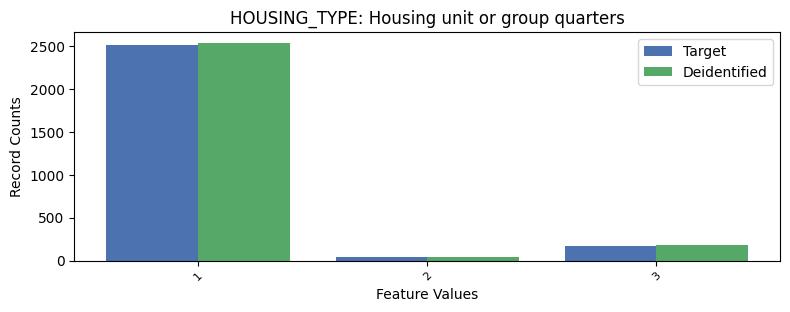 HOUSING_TYPE: Housing unit or group quarters
Target
Deidentified
Record Counts
2500
2000
1500
1000
500
0
1
2
3
Feature Values